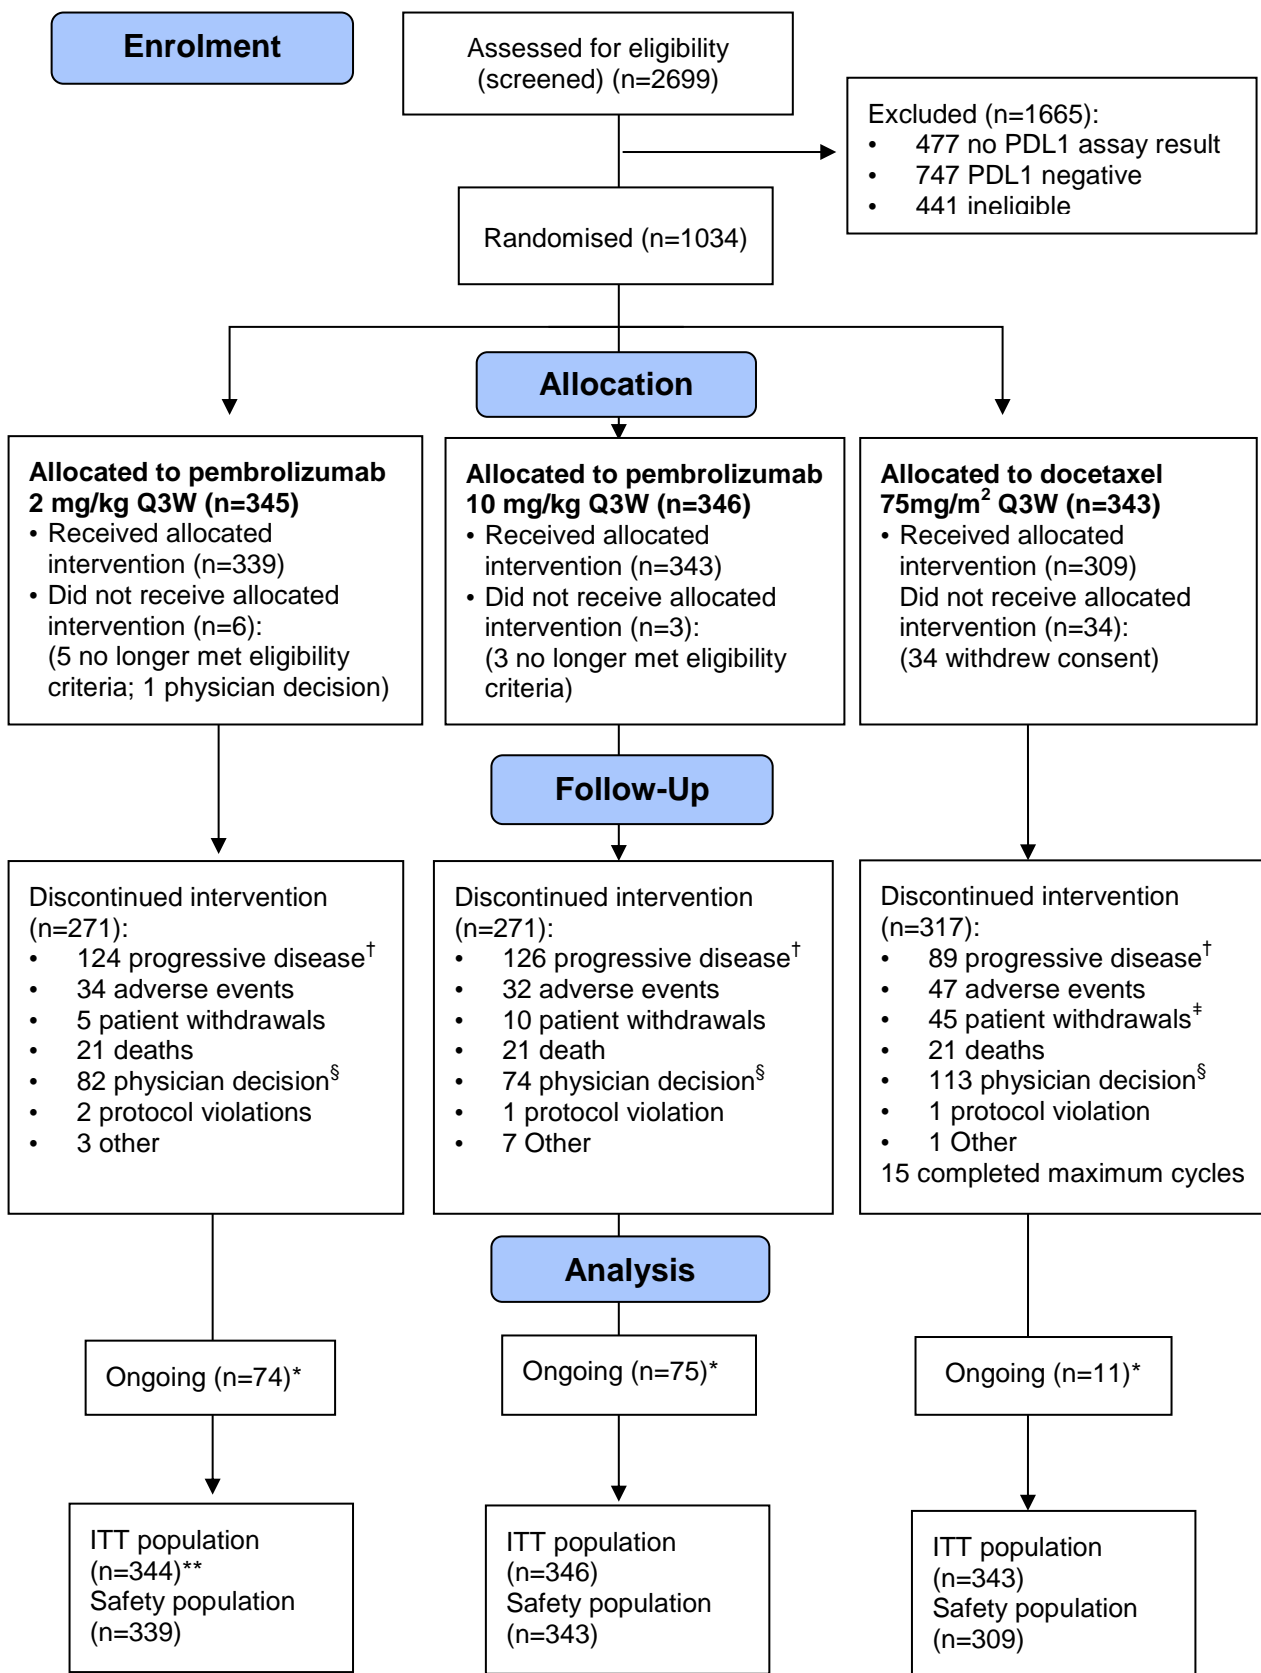 Enrolment
Assessed for eligibility
(screened) (n=2699)
Excluded (n=1665):
• 477 no PDL1 assay result
• 747 PDL1 negative
• 441 ineligible
Randomised (n=1034)
Allocation
Allocated to pembrolizumab
2 mg/kg Q3W (n=345)
• Received allocated
intervention (n=339)
• Did not receive allocated
intervention (n=6):
(5 no longer met eligibility
criteria; 1 physician decision)
Allocated to pembrolizumab
10 mg/kg Q3W (n=346)
• Received allocated
intervention (n=343)
• Did not receive allocated
intervention (n=3):
(3 no longer met eligibility
criteria)
Allocated to docetaxel
75mg/m² Q3W (n=343)
• Received allocated
intervention (n=309)
Did not receive allocated
intervention (n=34):
(34 withdrew consent)
Follow-Up
Discontinued intervention
(n=271):
• 124 progressive disease†
• 34 adverse events
• 5 patient withdrawals
• 21 deaths
• 82 physician decision§
• 2 protocol violations
• 3 other
Discontinued intervention
(n=271):
• 126 progressive disease†
• 32 adverse events
• 10 patient withdrawals
• 21 death
• 74 physician decision§
• 1 protocol violation
• 7 Other
Discontinued intervention
(n=317):
• 89 progressive disease†
• 47 adverse events
• 45 patient withdrawals‡
• 21 deaths
• 113 physician decision§
• 1 protocol violation
• 1 Other
15 completed maximum cycles
Analysis
Ongoing (n=74)*
Ongoing (n=75)*
Ongoing (n=11)*
ITT population
(n=344)**
Safety population
(n=339)
ITT population
(n=346)
Safety population
(n=343)
ITT population
(n=343)
Safety population
(n=309)